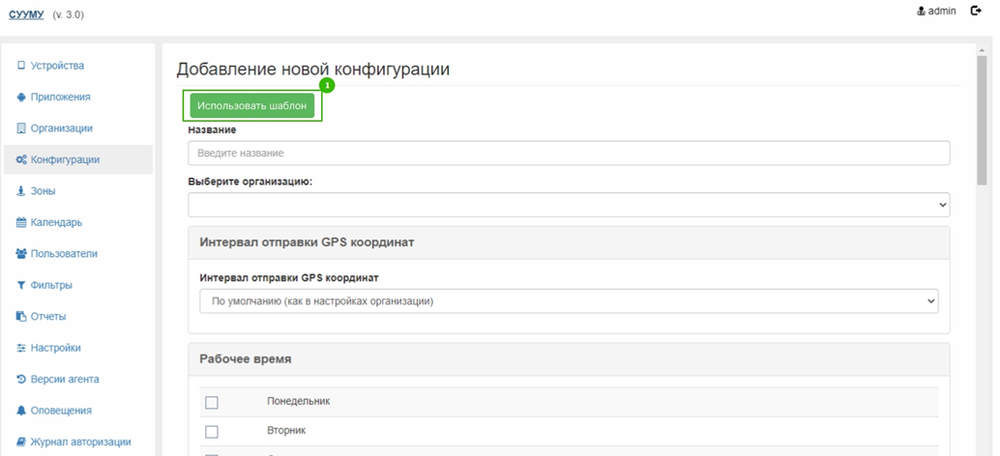 СУУМУ (v. 3.0)
admin
Устройства
Приложения
Организации
Конфигурации
Зоны
Календарь
Пользователи
Фильтры
Отчеты
Настройки
Версии агента
Оповещения
Журнал авторизации
Добавление новой конфигурации
1
Использовать шаблон
Название
Введите название
Выберите организацию:
Интервал отправки GPS координат
Интервал отправки GPS координат
По умолчанию (как в настройках организации)
Рабочее время
Понедельник
Вторник